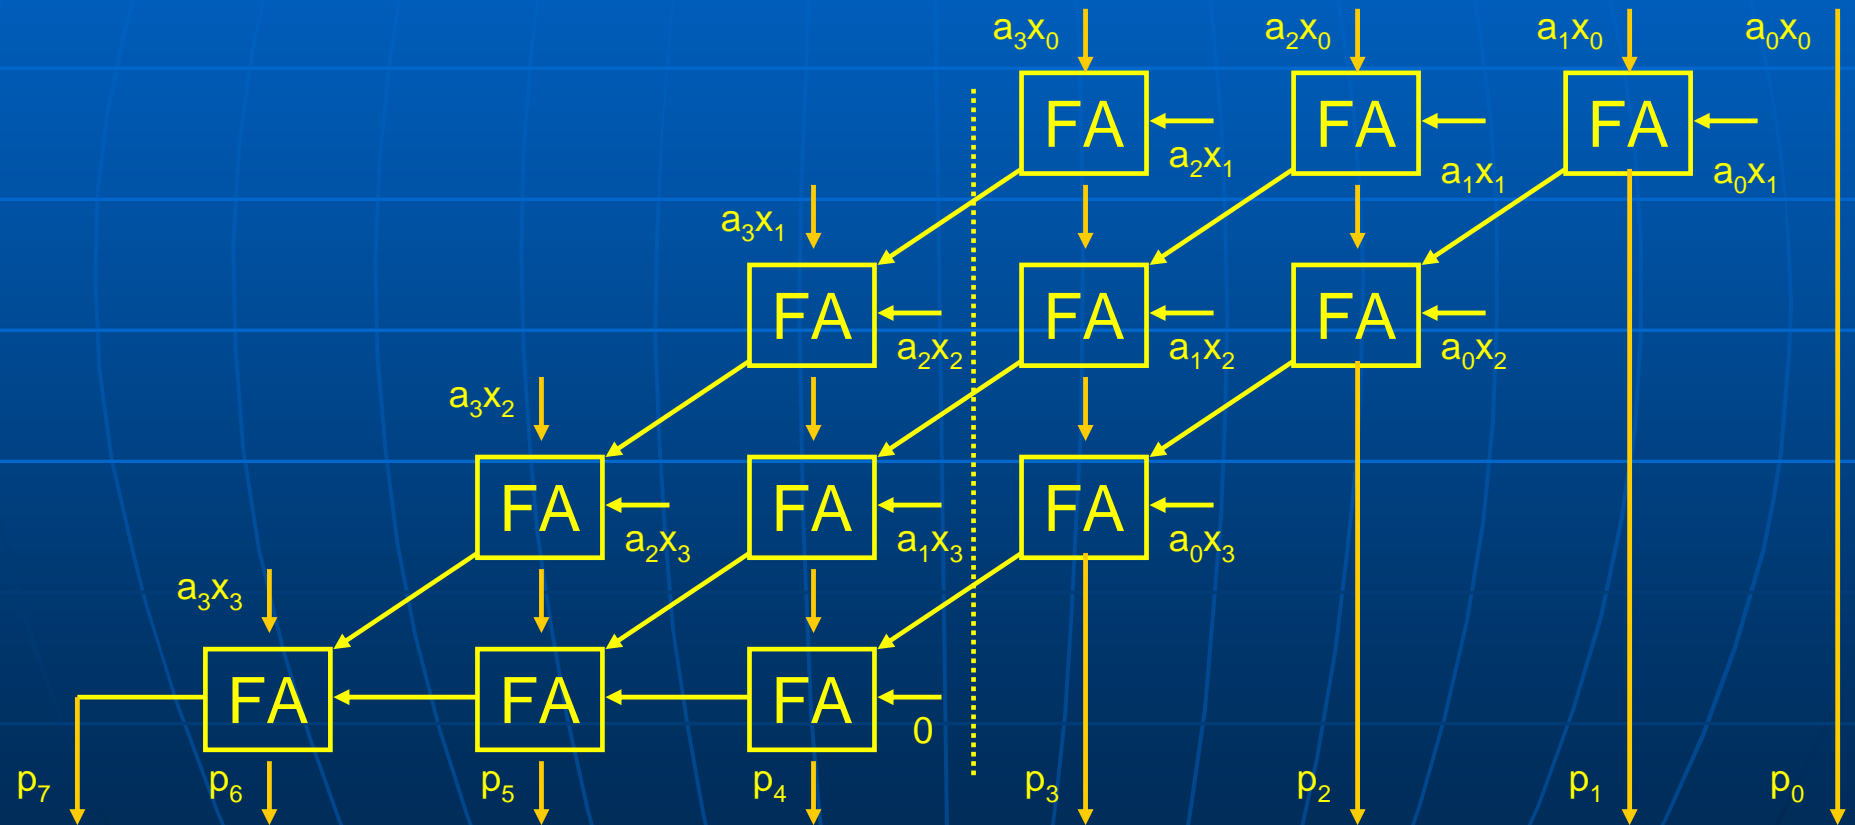 a₃x₀ a₂x₀ a₁x₀ a₀x₀
FA FA FA
a₂x₁ a₁x₁ a₀x₁
a₃x₁
FA FA FA
a₂x₂ a₁x₂ a₀x₂
a₃x₂
FA FA FA
a₂x₃ a₁x₃ a₀x₃
a₃x₃
FA FA FA
0
p₇ p₆ p₅ p₄ p₃ p₂ p₁ p₀